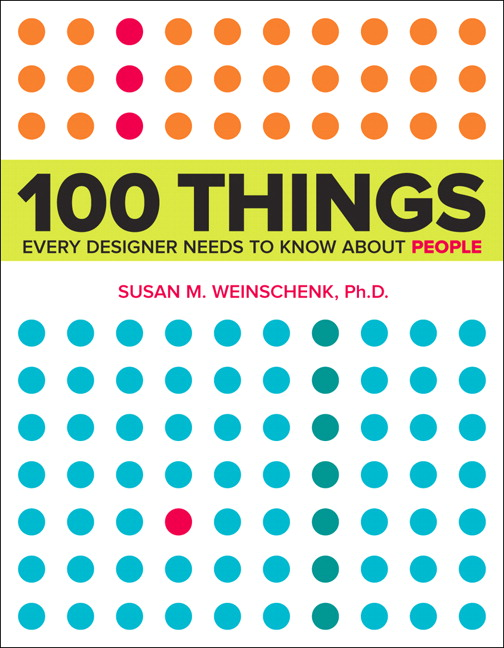 100 THINGS
EVERY DESIGNER NEEDS TO KNOW ABOUT PEOPLE
SUSAN M. WEINSCHENK, Ph.D.